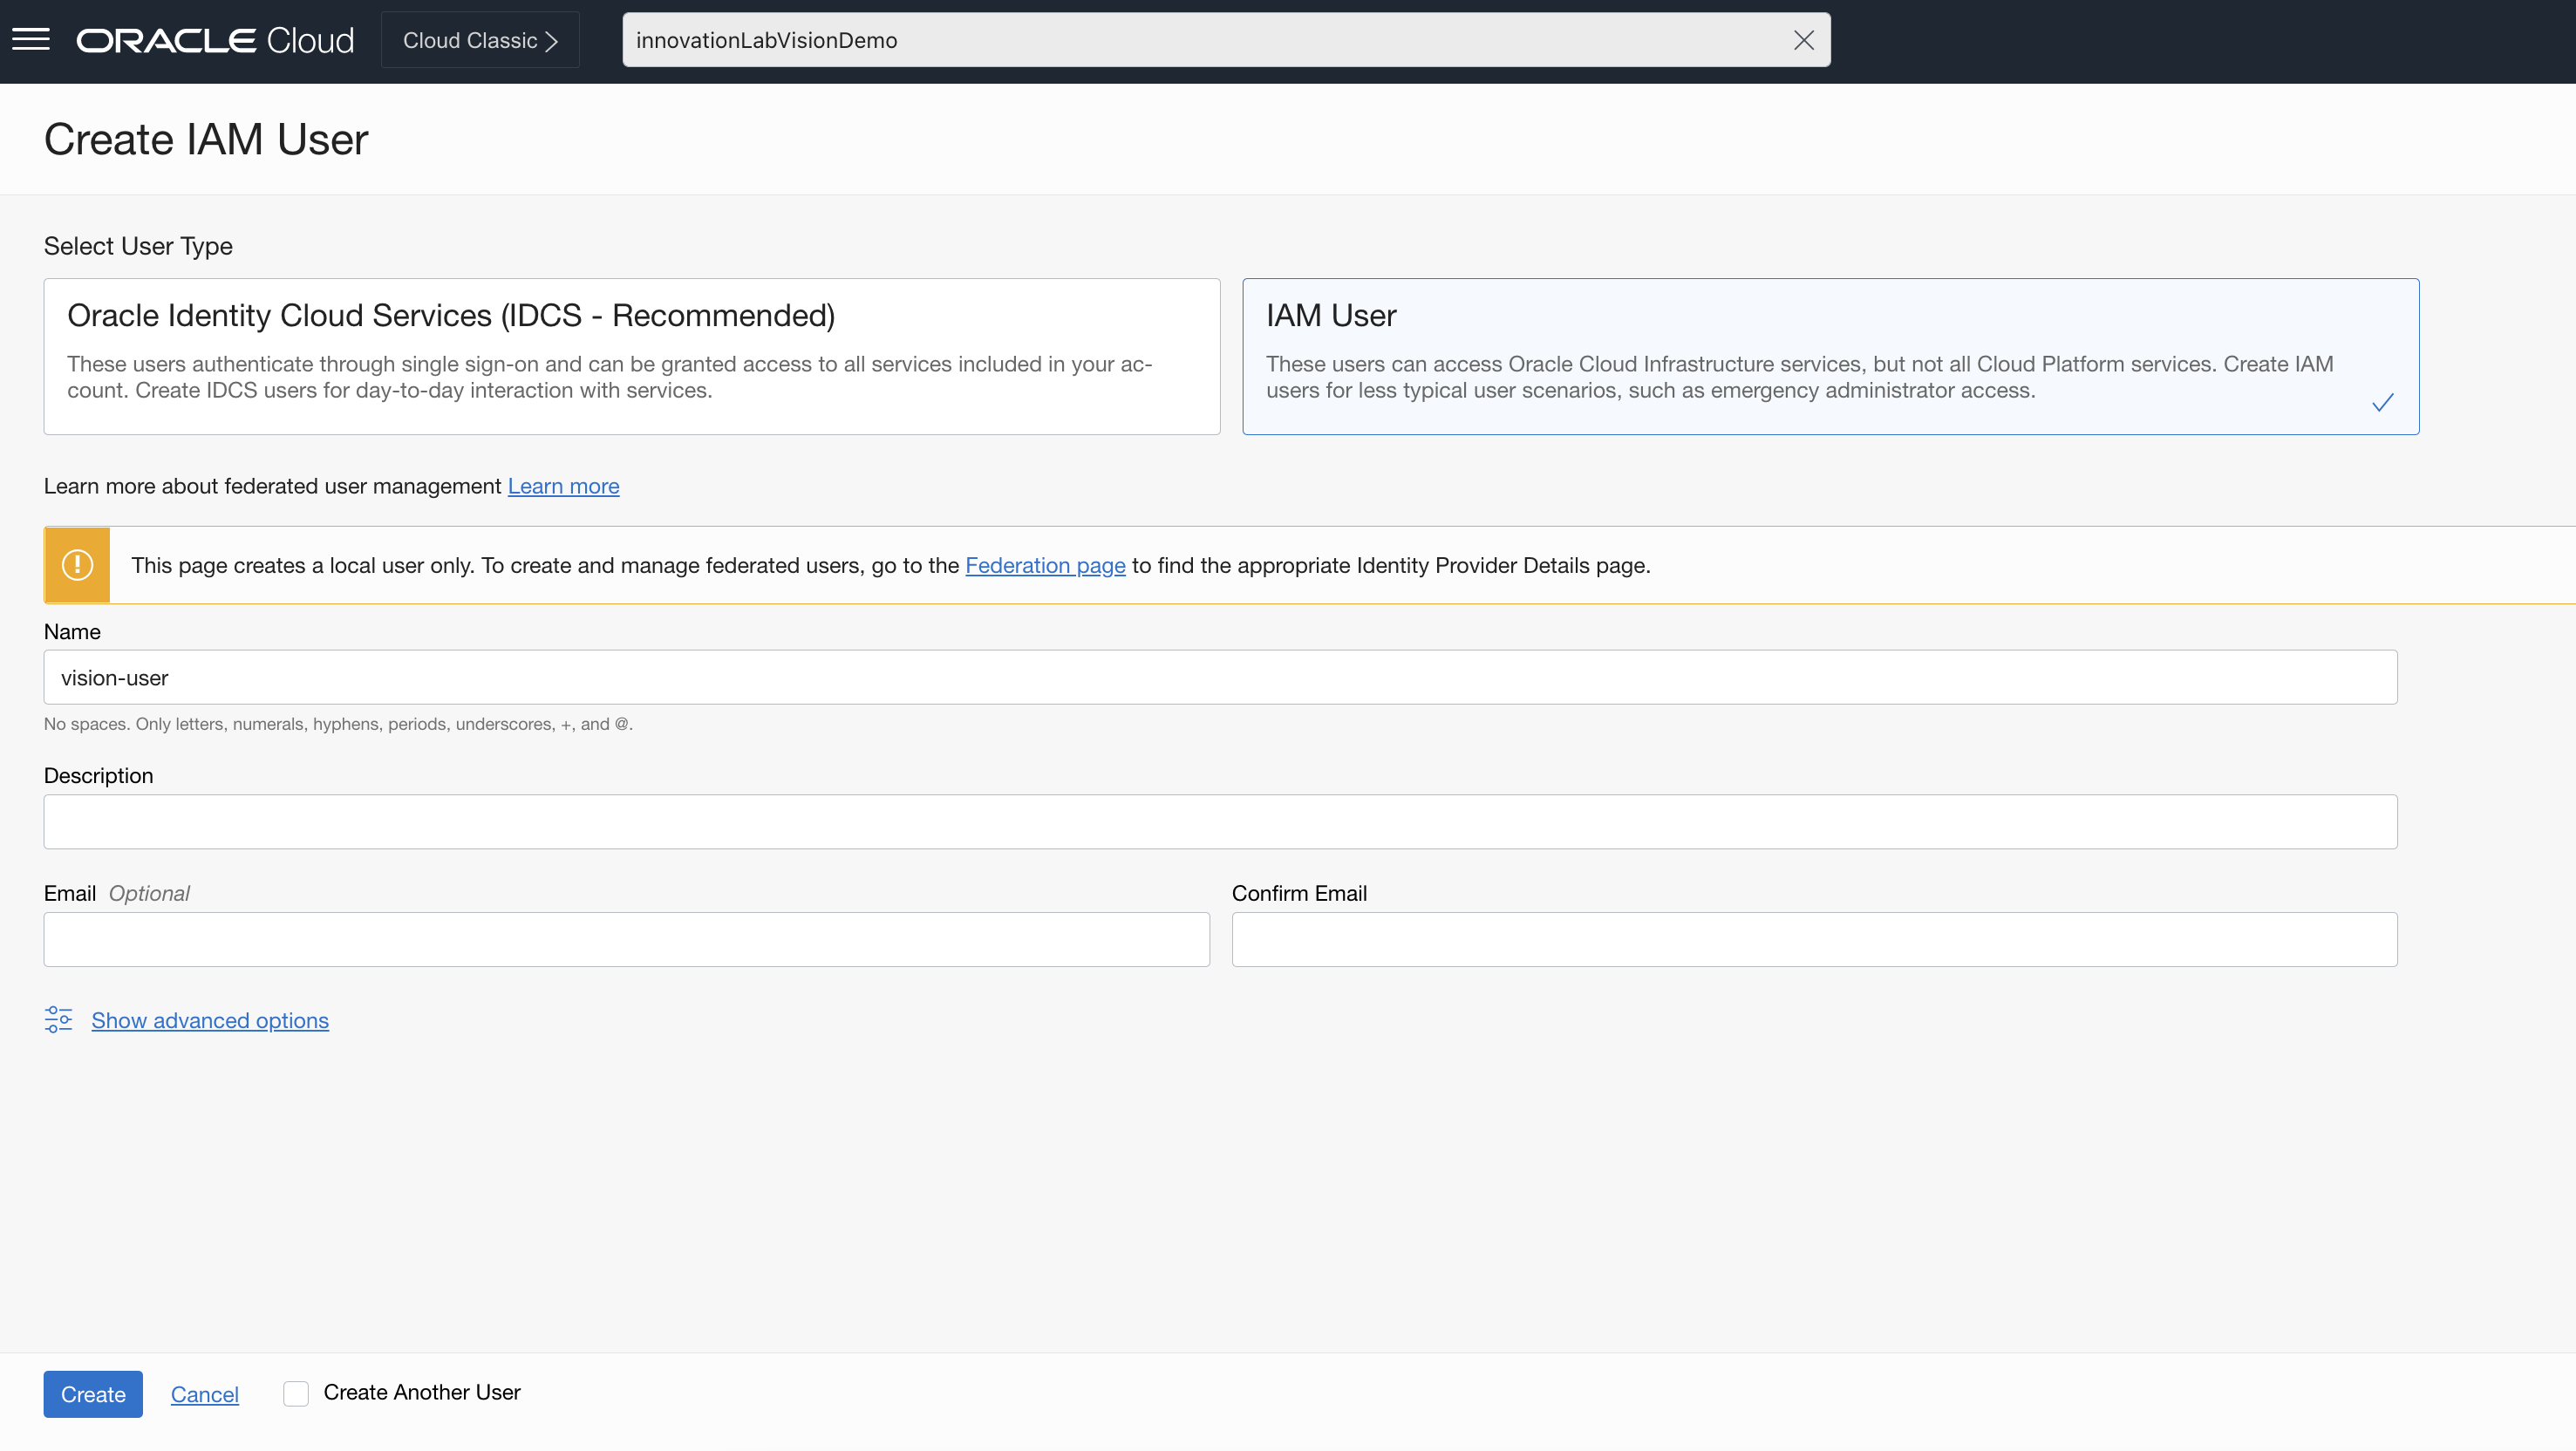 ORACLE Cloud
Cloud Classic
innovationLabVisionDemo
Create IAM User
Select User Type
Oracle Identity Cloud Services (IDCS - Recommended)
These users authenticate through single sign-on and can be granted access to all services included in your ac-
count. Create IDCS users for day-to-day interaction with services.
IAM User
These users can access Oracle Cloud Infrastructure services, but not all Cloud Platform services. Create IAM
users for less typical user scenarios, such as emergency administrator access.
Learn more about federated user management Learn more
This page creates a local user only. To create and manage federated users, go to the Federation page to find the appropriate Identity Provider Details page.
Name
vision-user
No spaces. Only letters, numerals, hyphens, periods, underscores, +, and @.
Description
Email Optional
Confirm Email
Show advanced options
Create
Cancel
Create Another User